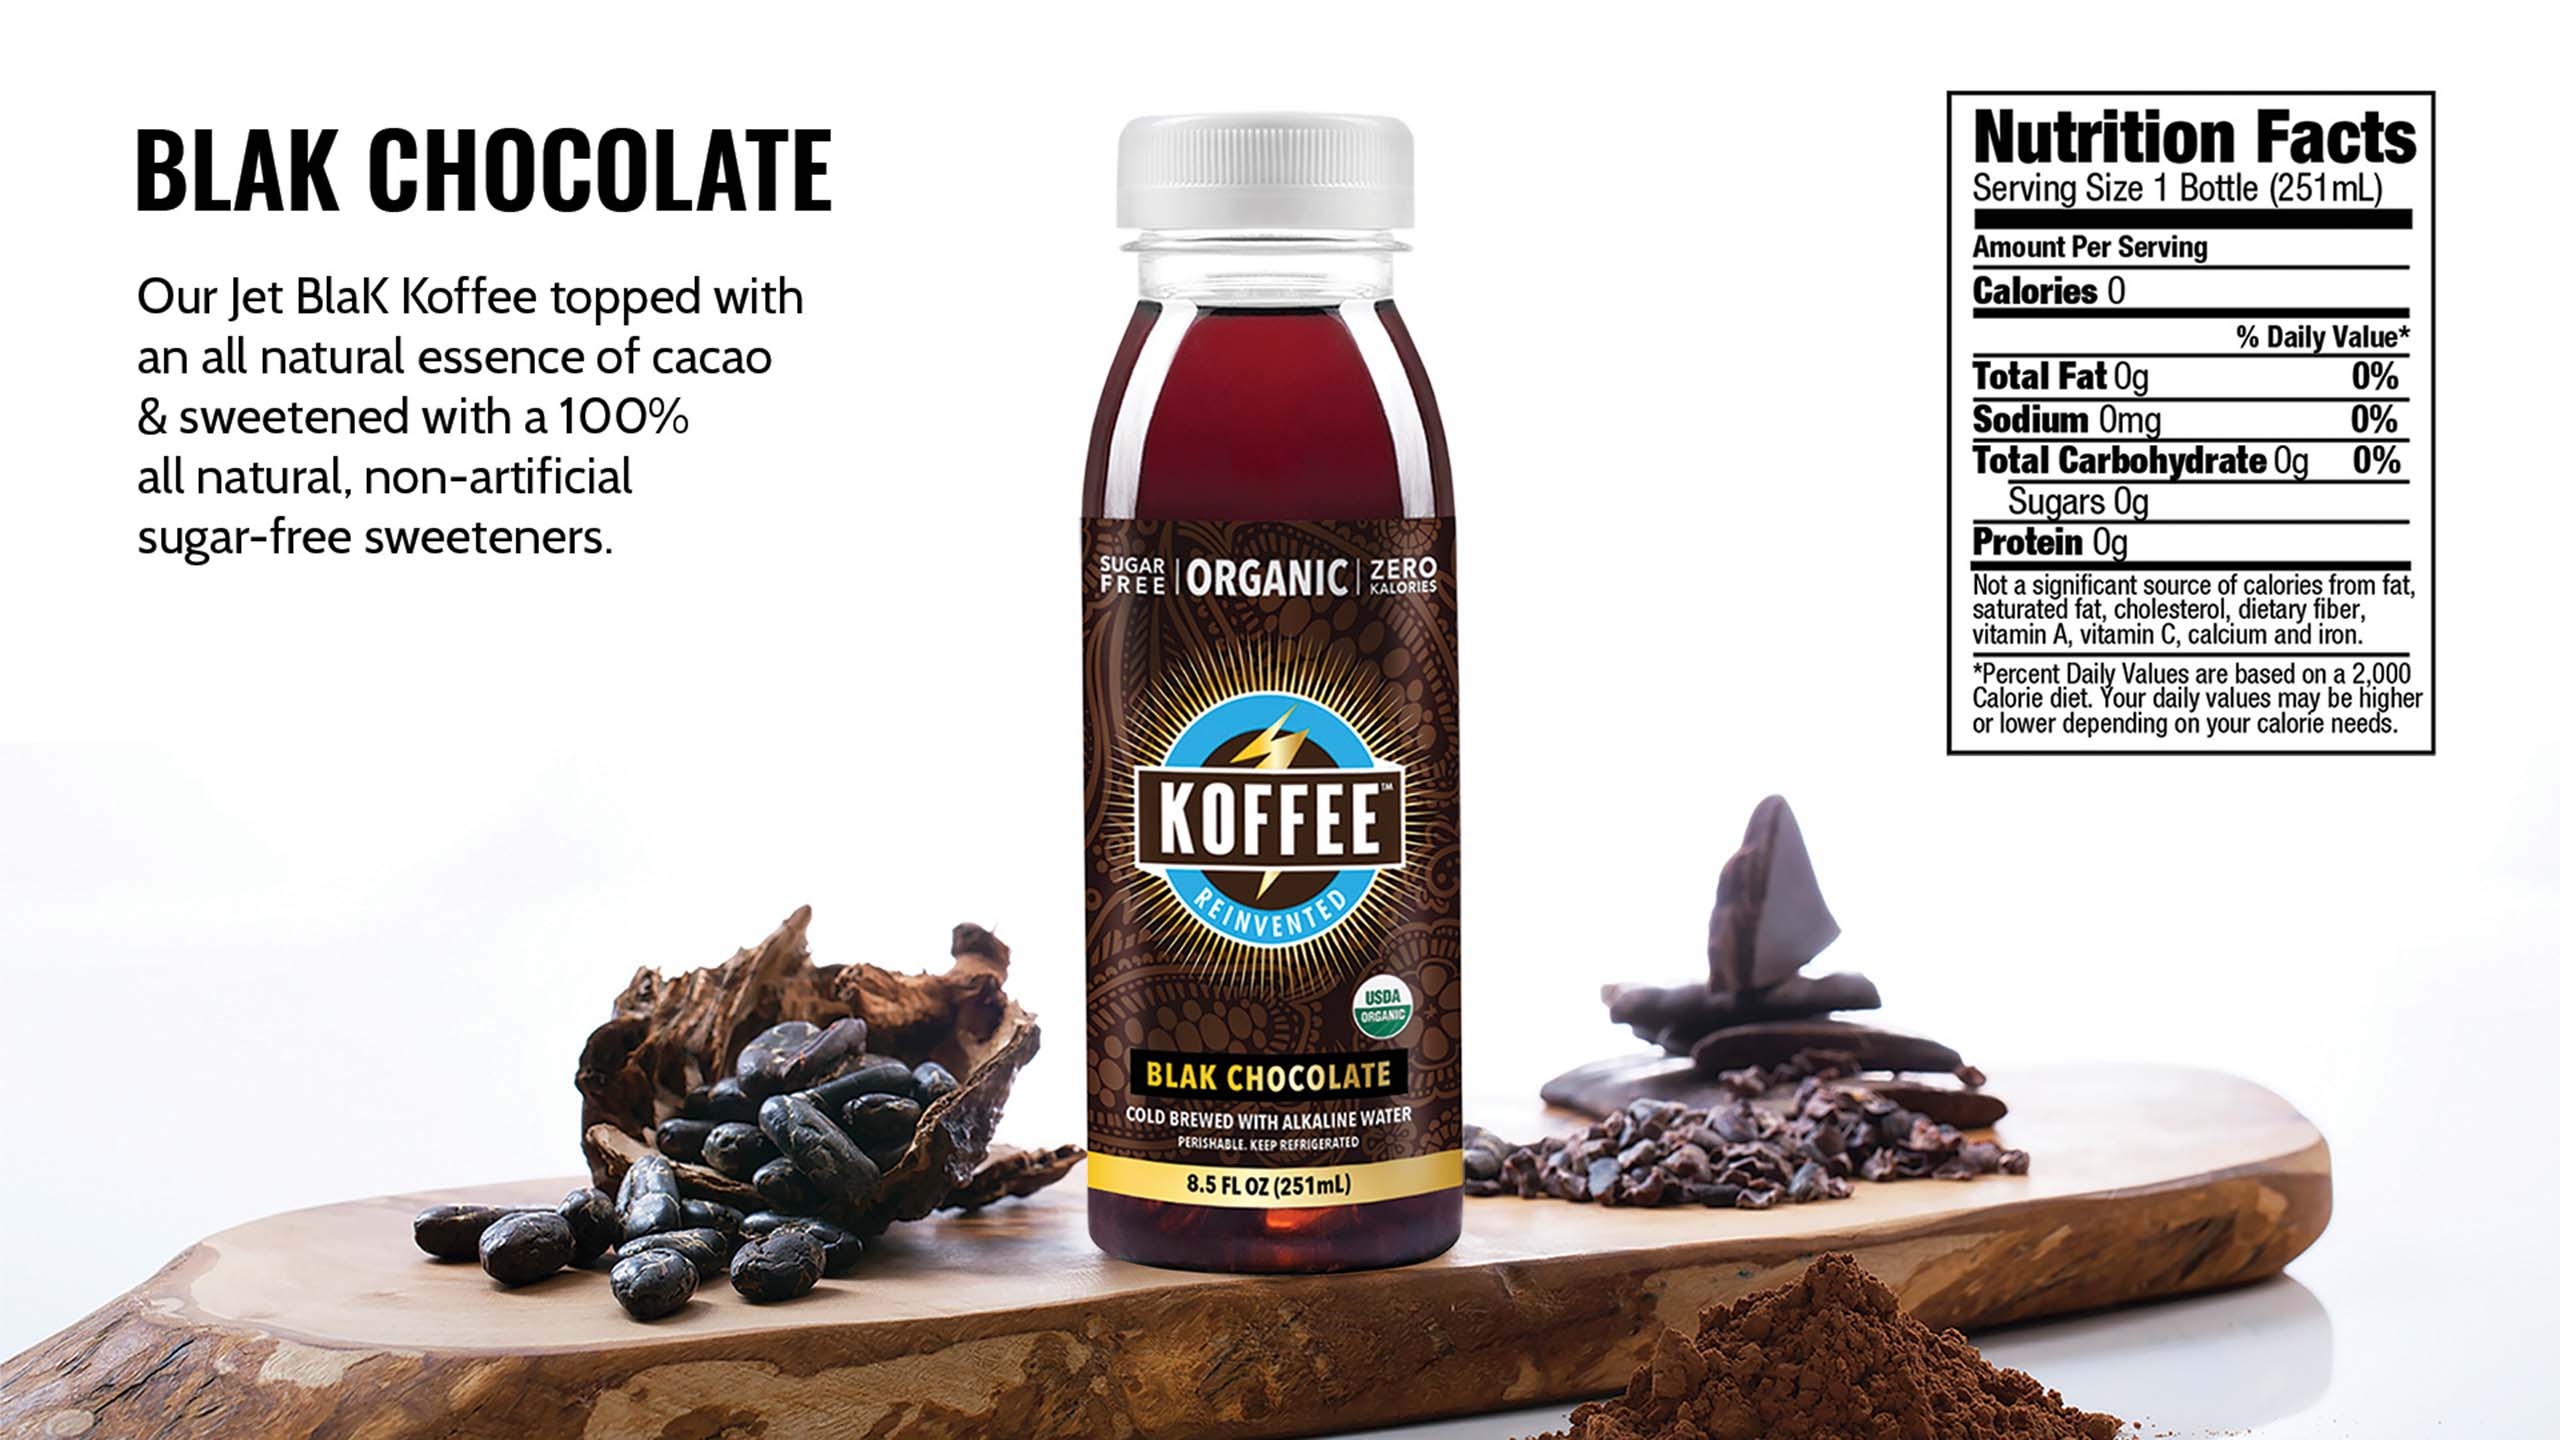 BLAK CHOCOLATE
Our Jet BlaK Koffee topped with
an all natural essence of cacao
& sweetened with a 100%
all natural, non-artificial
sugar-free sweeteners.
SUGAR FREE | ORGANIC | ZERO KALORIES
KOFFEE™
REINVENTED
USDA
ORGANIC
BLAK CHOCOLATE
COLD BREWED WITH ALKALINE WATER
PERISHABLE. KEEP REFRIGERATED
8.5 FL OZ (251mL)
Nutrition Facts
Serving Size 1 Bottle (251mL)
Amount Per Serving
Calories 0
% Daily Value*
Total Fat 0g 0%
Sodium 0mg 0%
Total Carbohydrate 0g 0%
Sugars 0g
Protein 0g
Not a significant source of calories from fat,
saturated fat, cholesterol, dietary fiber,
vitamin A, vitamin C, calcium and iron.
*Percent Daily Values are based on a 2,000
Calorie diet. Your daily values may be higher
or lower depending on your calorie needs.